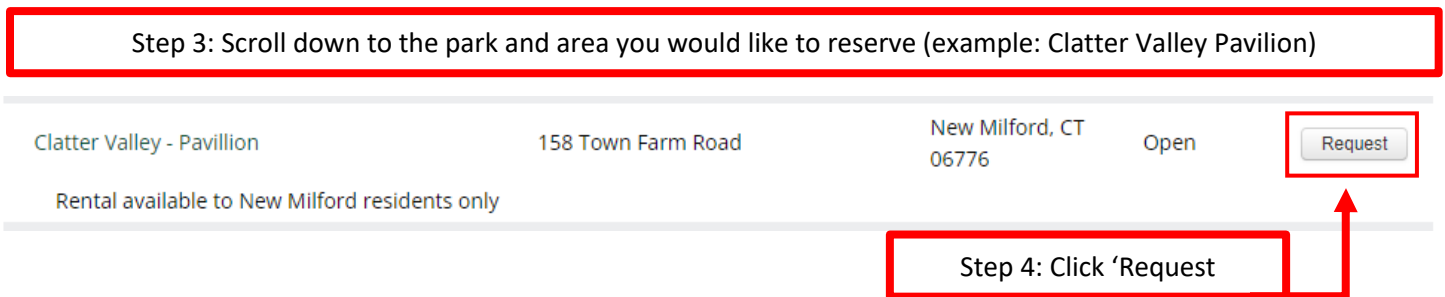 Step 3: Scroll down to the park and area you would like to reserve (example: Clatter Valley Pavilion)
Clatter Valley - Pavillion 158 Town Farm Road New Milford, CT Open Request
06776
Rental available to New Milford residents only
Step 4: Click ‘Request